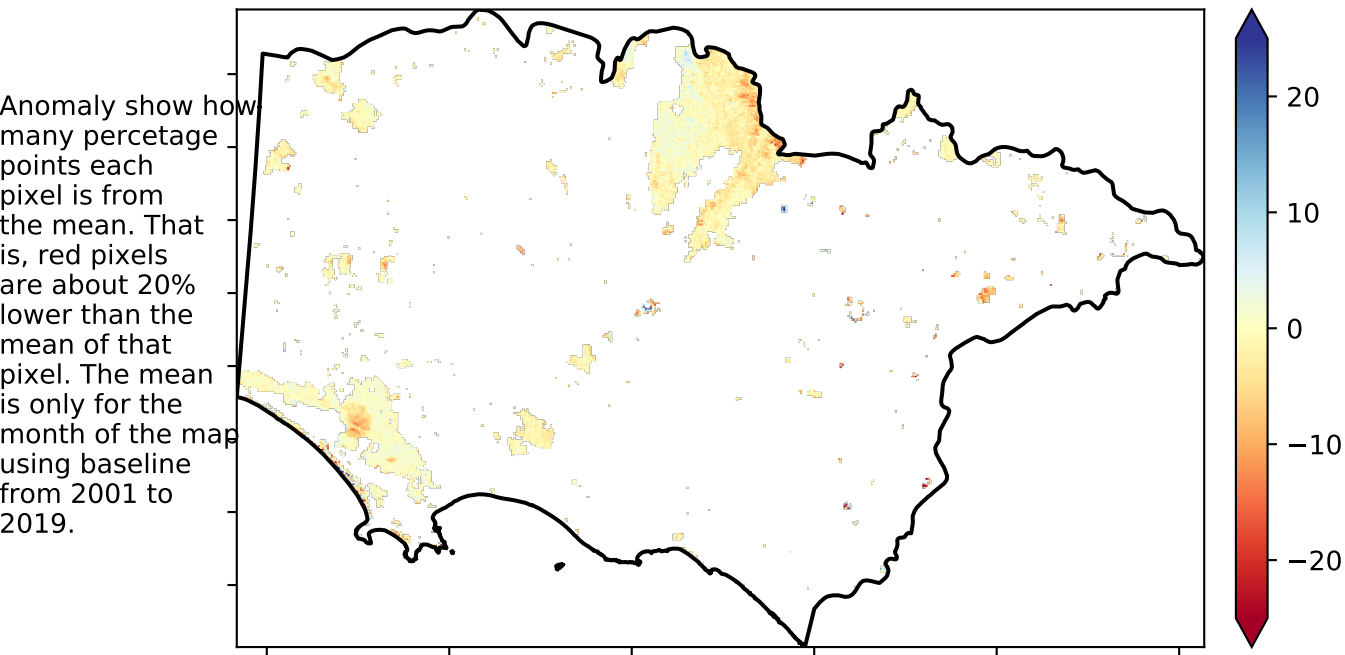 Anomaly show how
many percetage
points each
pixel is from
the mean. That
is, red pixels
are about 20%
lower than the
mean of that
pixel. The mean
is only for the
month of the map
using baseline
from 2001 to
2019.
20
10
0
−10
−20